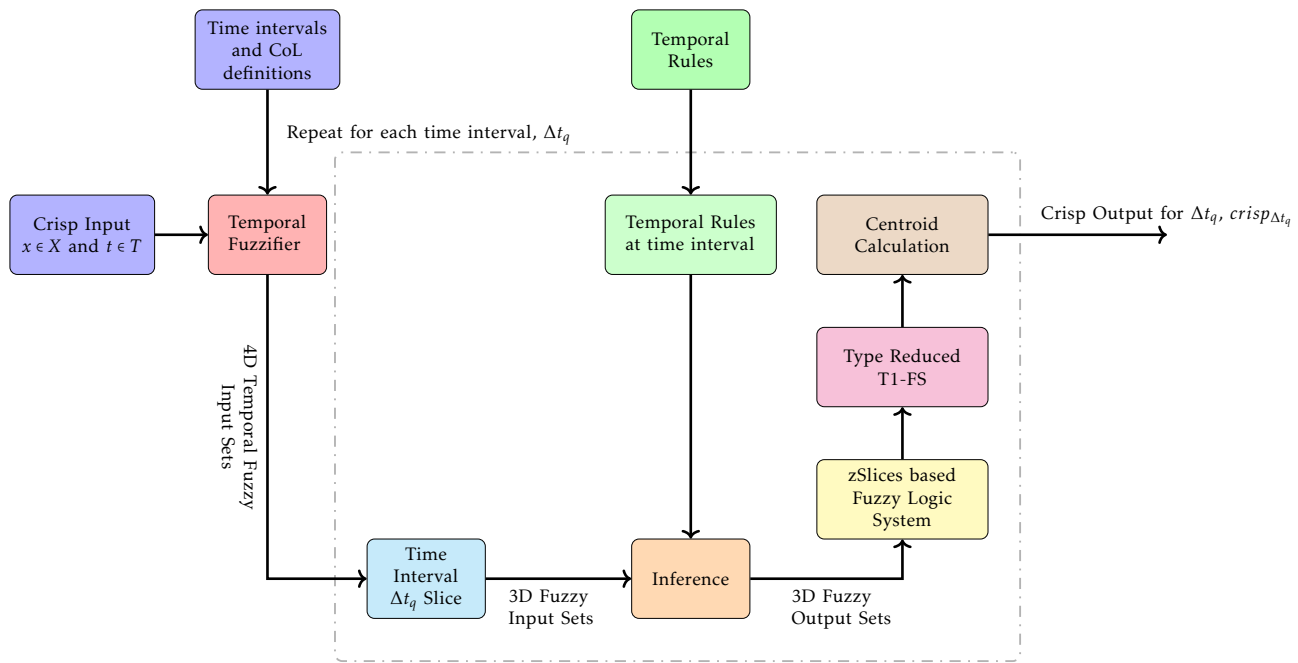 Time intervals
and CoL
definitions
Temporal
Rules
Repeat for each time interval, Δt_q
Crisp Input
x ∈ X and t ∈ T
Temporal
Fuzzifier
Temporal Rules
at time interval
Centroid
Calculation
Crisp Output for Δt_q, crisp_Δt_q
4D Temporal Fuzzy
Input Sets
Type Reduced
T1-FS
zSlices based
Fuzzy Logic
System
Time
Interval
Δt_q Slice
3D Fuzzy
Input Sets
Inference
3D Fuzzy
Output Sets